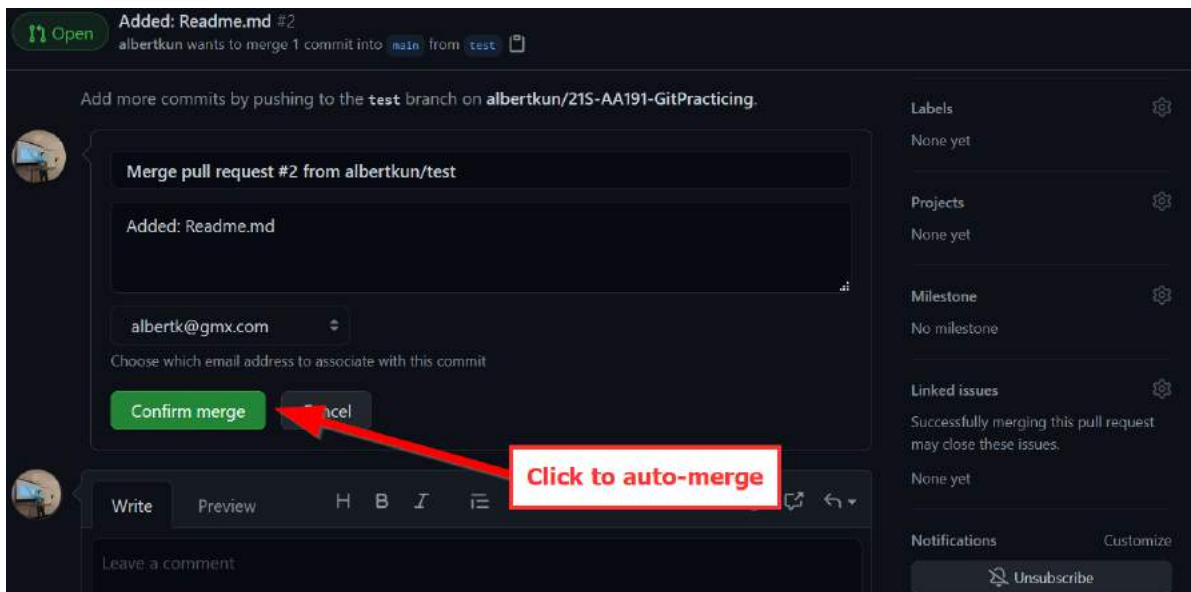 Open
Added: Readme.md #2
albertkun wants to merge 1 commit into main from test
Add more commits by pushing to the test branch on albertkun/21S-AA191-GitPracticing.
Merge pull request #2 from albertkun/test
Added: Readme.md
albertk@gmx.com
Choose which email address to associate with this commit
Confirm merge
Click to auto-merge
Write Preview H B I
Leave a comment
Labels
None yet
Projects
None yet
Milestone
No milestone
Linked issues
Successfully merging this pull request
may close these issues.
None yet
Notifications Customize
Unsubscribe